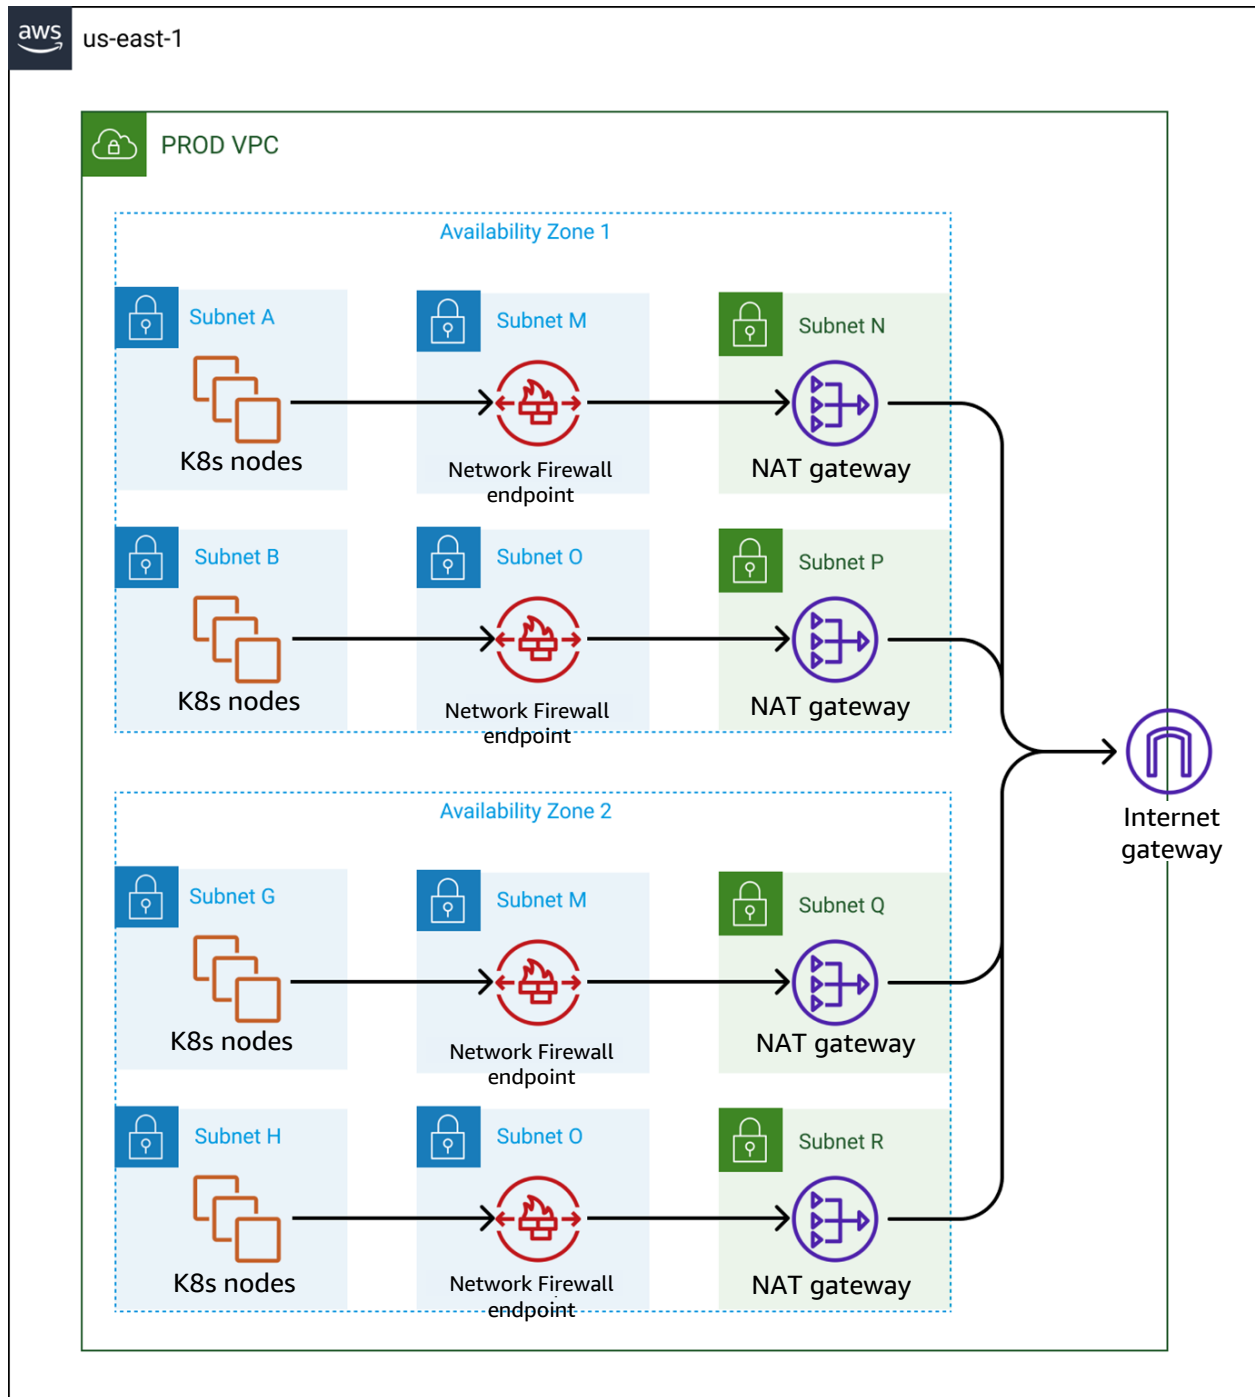 aws
us-east-1
PROD VPC
Availability Zone 1
Subnet A
Subnet M
Subnet N
K8s nodes
Network Firewall
endpoint
NAT gateway
Subnet B
Subnet O
Subnet P
K8s nodes
Network Firewall
endpoint
NAT gateway
Internet
gateway
Availability Zone 2
Subnet G
Subnet M
Subnet Q
K8s nodes
Network Firewall
endpoint
NAT gateway
Subnet H
Subnet O
Subnet R
K8s nodes
Network Firewall
endpoint
NAT gateway